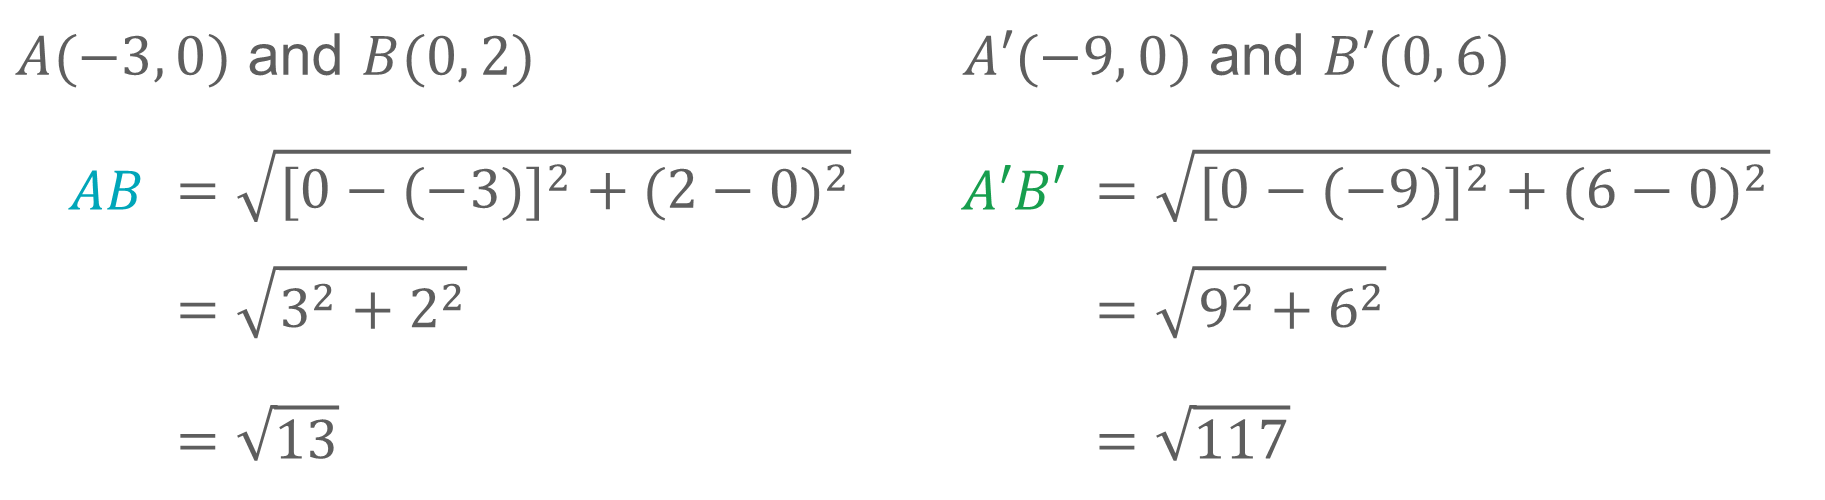 A(−3, 0) and B(0, 2)
AB = √[0 − (−3)]² + (2 − 0)²
= √3² + 2²
= √13
A′(−9, 0) and B′(0, 6)
A′B′ = √[0 − (−9)]² + (6 − 0)²
= √9² + 6²
= √117